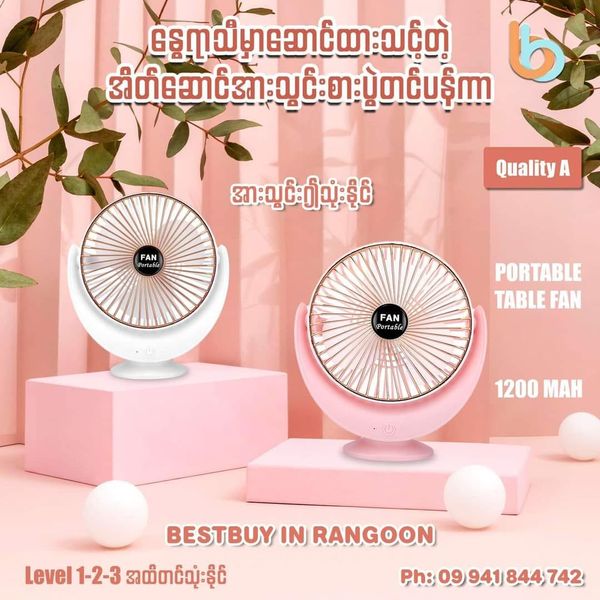 နွေရာသီမှာဆောင်ထားသင့်တဲ့
အိတ်ဆောင်အားသွင်းစားပွဲတင်ပန်ကာ
Quality A
အားသွင်း၍သုံးနိုင်
PORTABLE
TABLE FAN
FAN
Portable
FAN
Portable
1200 MAH
BESTBUY IN RANGOON
Level 1-2-3 အထိတင်သုံးနိုင်
Ph: 09 941 844 742